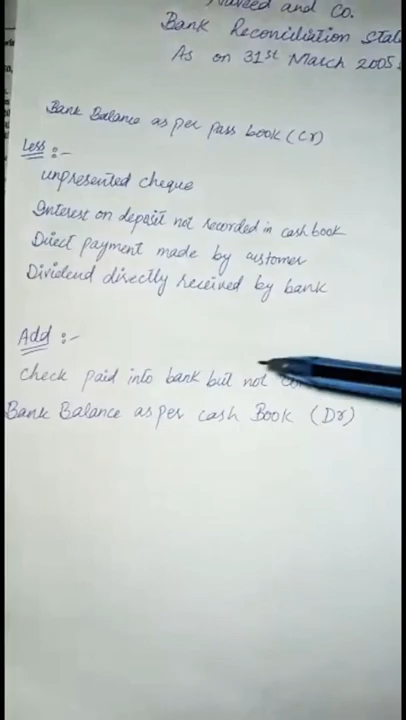 and Co.
Bank Reconciliation
As on 31st March 2005
Bank Balance as per pass book (Cr)
Less :-
unpresented cheque
Interest on deposit not recorded in cash book
Direct payment made by customer
Dividend directly received by bank
Add :-
check paid into bank but not
Bank Balance as per cash Book (Dr)